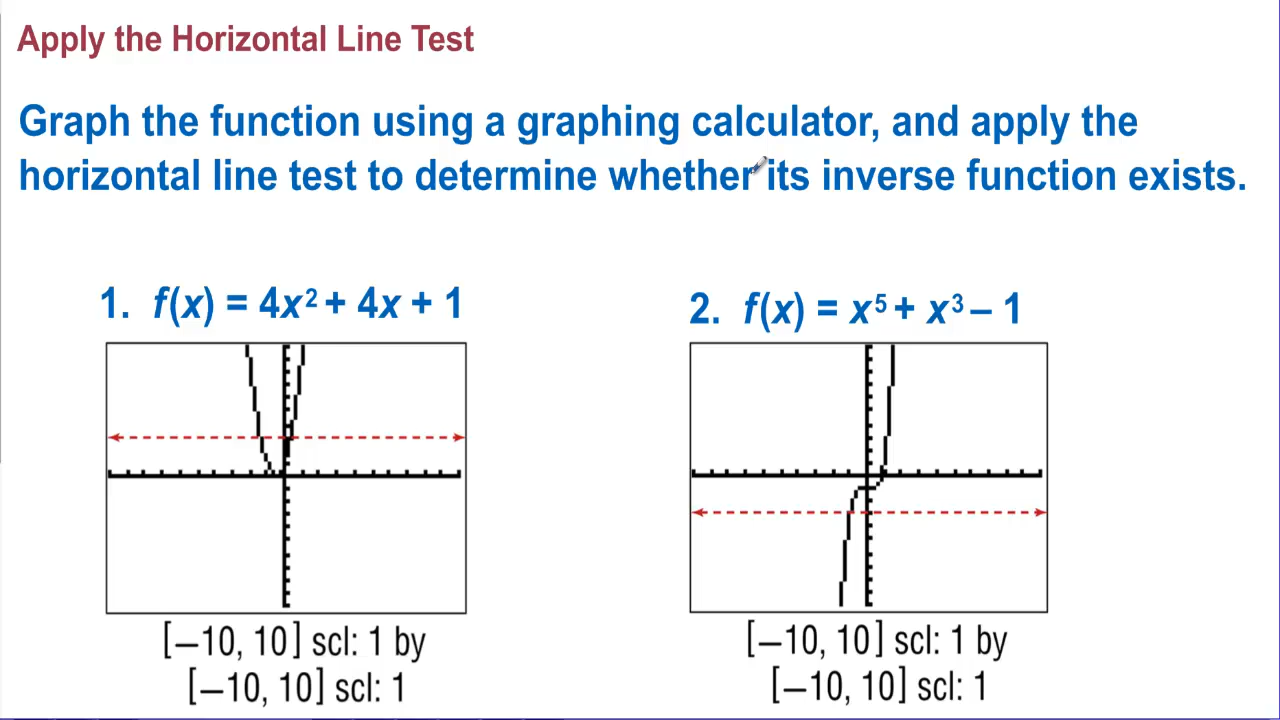 Apply the Horizontal Line Test
Graph the function using a graphing calculator, and apply the
horizontal line test to determine whether its inverse function exists.
1. f(x) = 4x² + 4x + 1
2. f(x) = x⁵ + x³ – 1
[–10, 10] scl: 1 by
[–10, 10] scl: 1
[–10, 10] scl: 1 by
[–10, 10] scl: 1